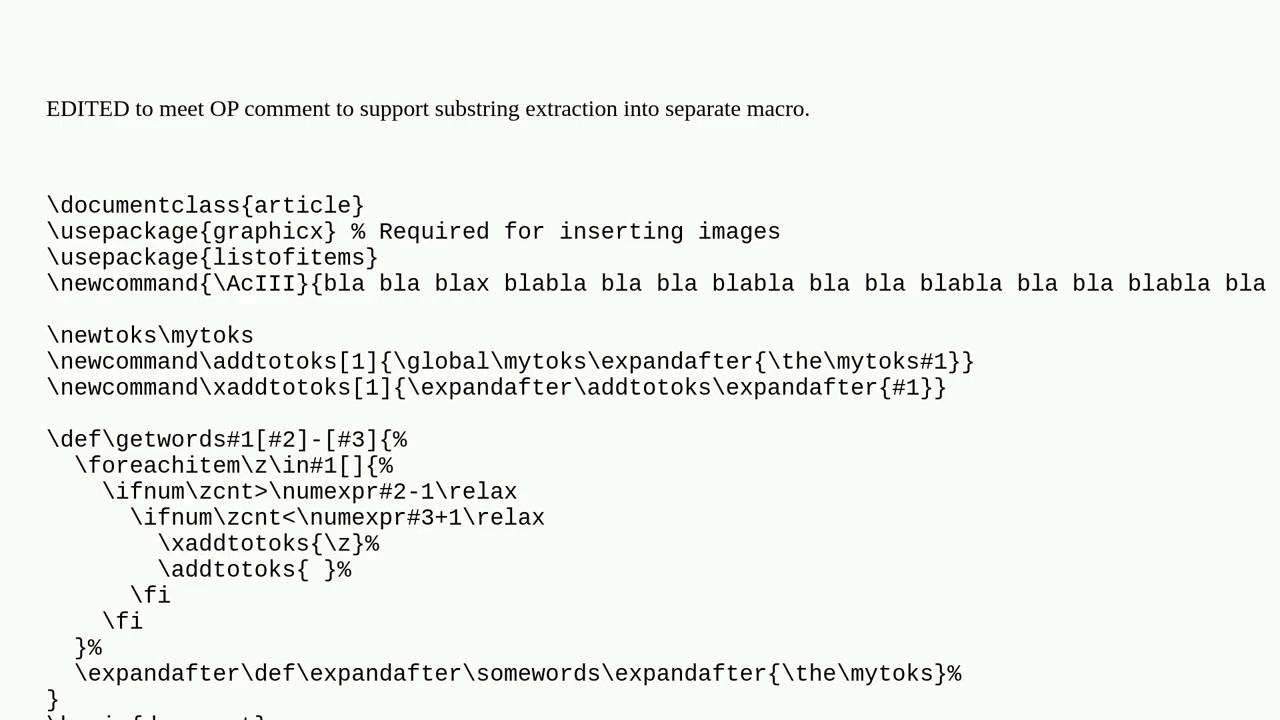 EDITED to meet OP comment to support substring extraction into separate macro.
\documentclass{article}
\usepackage{graphicx} % Required for inserting images
\usepackage{listofitems}
\newcommand{\AcIII}{bla bla blax blabla bla bla blabla bla bla blabla bla bla blabla bla
\newtoks\mytoks
\newcommand\addtotoks[1]{\global\mytoks\expandafter{\the\mytoks#1}}
\newcommand\xaddtotoks[1]{\expandafter\addtotoks\expandafter{#1}}
\def\getwords#1[#2]-[#3]{%
  \foreachitem\z\in#1[]{%
    \ifnum\zcnt>\numexpr#2-1\relax
      \ifnum\zcnt<\numexpr#3+1\relax
        \xaddtotoks{\z}%
        \addtotoks{ }%
      \fi
    \fi
  }%
  \expandafter\def\expandafter\somewords\expandafter{\the\mytoks}%
}